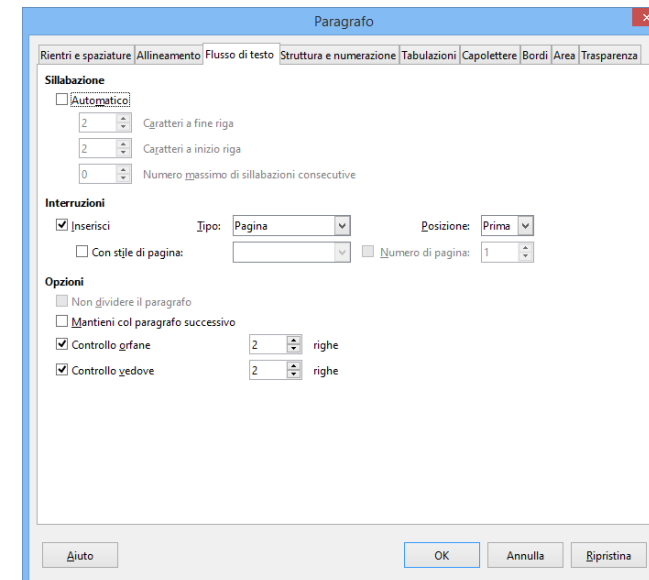 Paragrafo
Rientri e spaziature Allineamento Flusso di testo Struttura e numerazione Tabulazioni Capolettere Bordi Area Trasparenza
Sillabazione
Automatico
2 Caratteri a fine riga
2 Caratteri a inizio riga
0 Numero massimo di sillabazioni consecutive
Interruzioni
Inserisci Tipo: Pagina Posizione: Prima
Con stile di pagina: Numero di pagina: 1
Opzioni
Non dividere il paragrafo
Mantieni col paragrafo successivo
Controllo orfane 2 righe
Controllo vedove 2 righe
Aiuto OK Annulla Ripristina